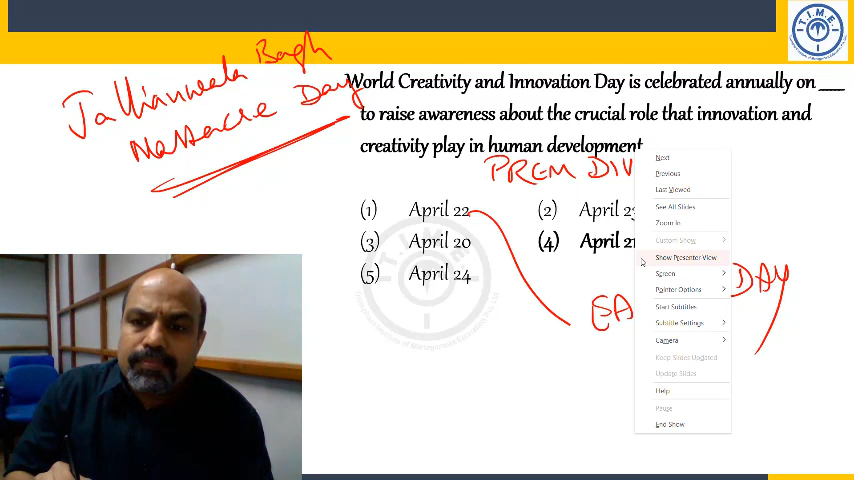 T.I.M.E.
Jallianwala Bagh
Massacre Day
World Creativity and Innovation Day is celebrated annually on ____
to raise awareness about the crucial role that innovation and
creativity play in human development
PREM DIV
(1) April 22 (2) April 23
(3) April 20 (4) April 21
(5) April 24
EA DAY
Next
Previous
Last Viewed
See All Slides
Zoom In
Custom Show
Show Presenter View
Screen
Pointer Options
Start Subtitles
Subtitle Settings
Camera
Keep Slides Updated
Update Slides
Help
Pause
End Show